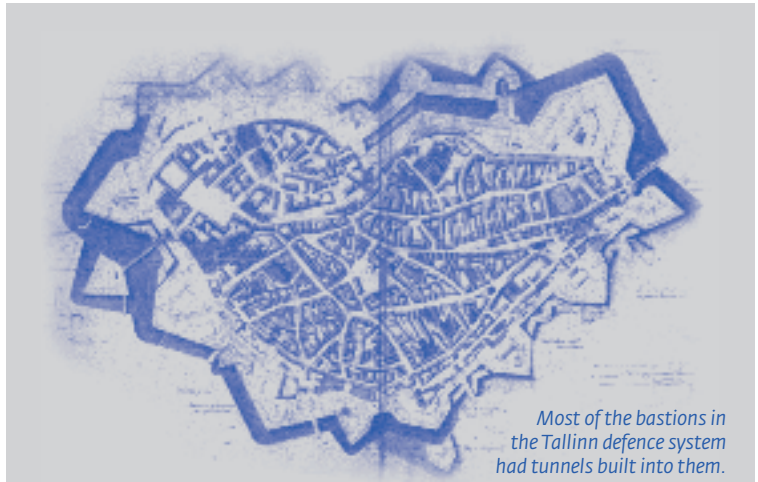 Most of the bastions in
the Tallinn defence system
had tunnels built into them.